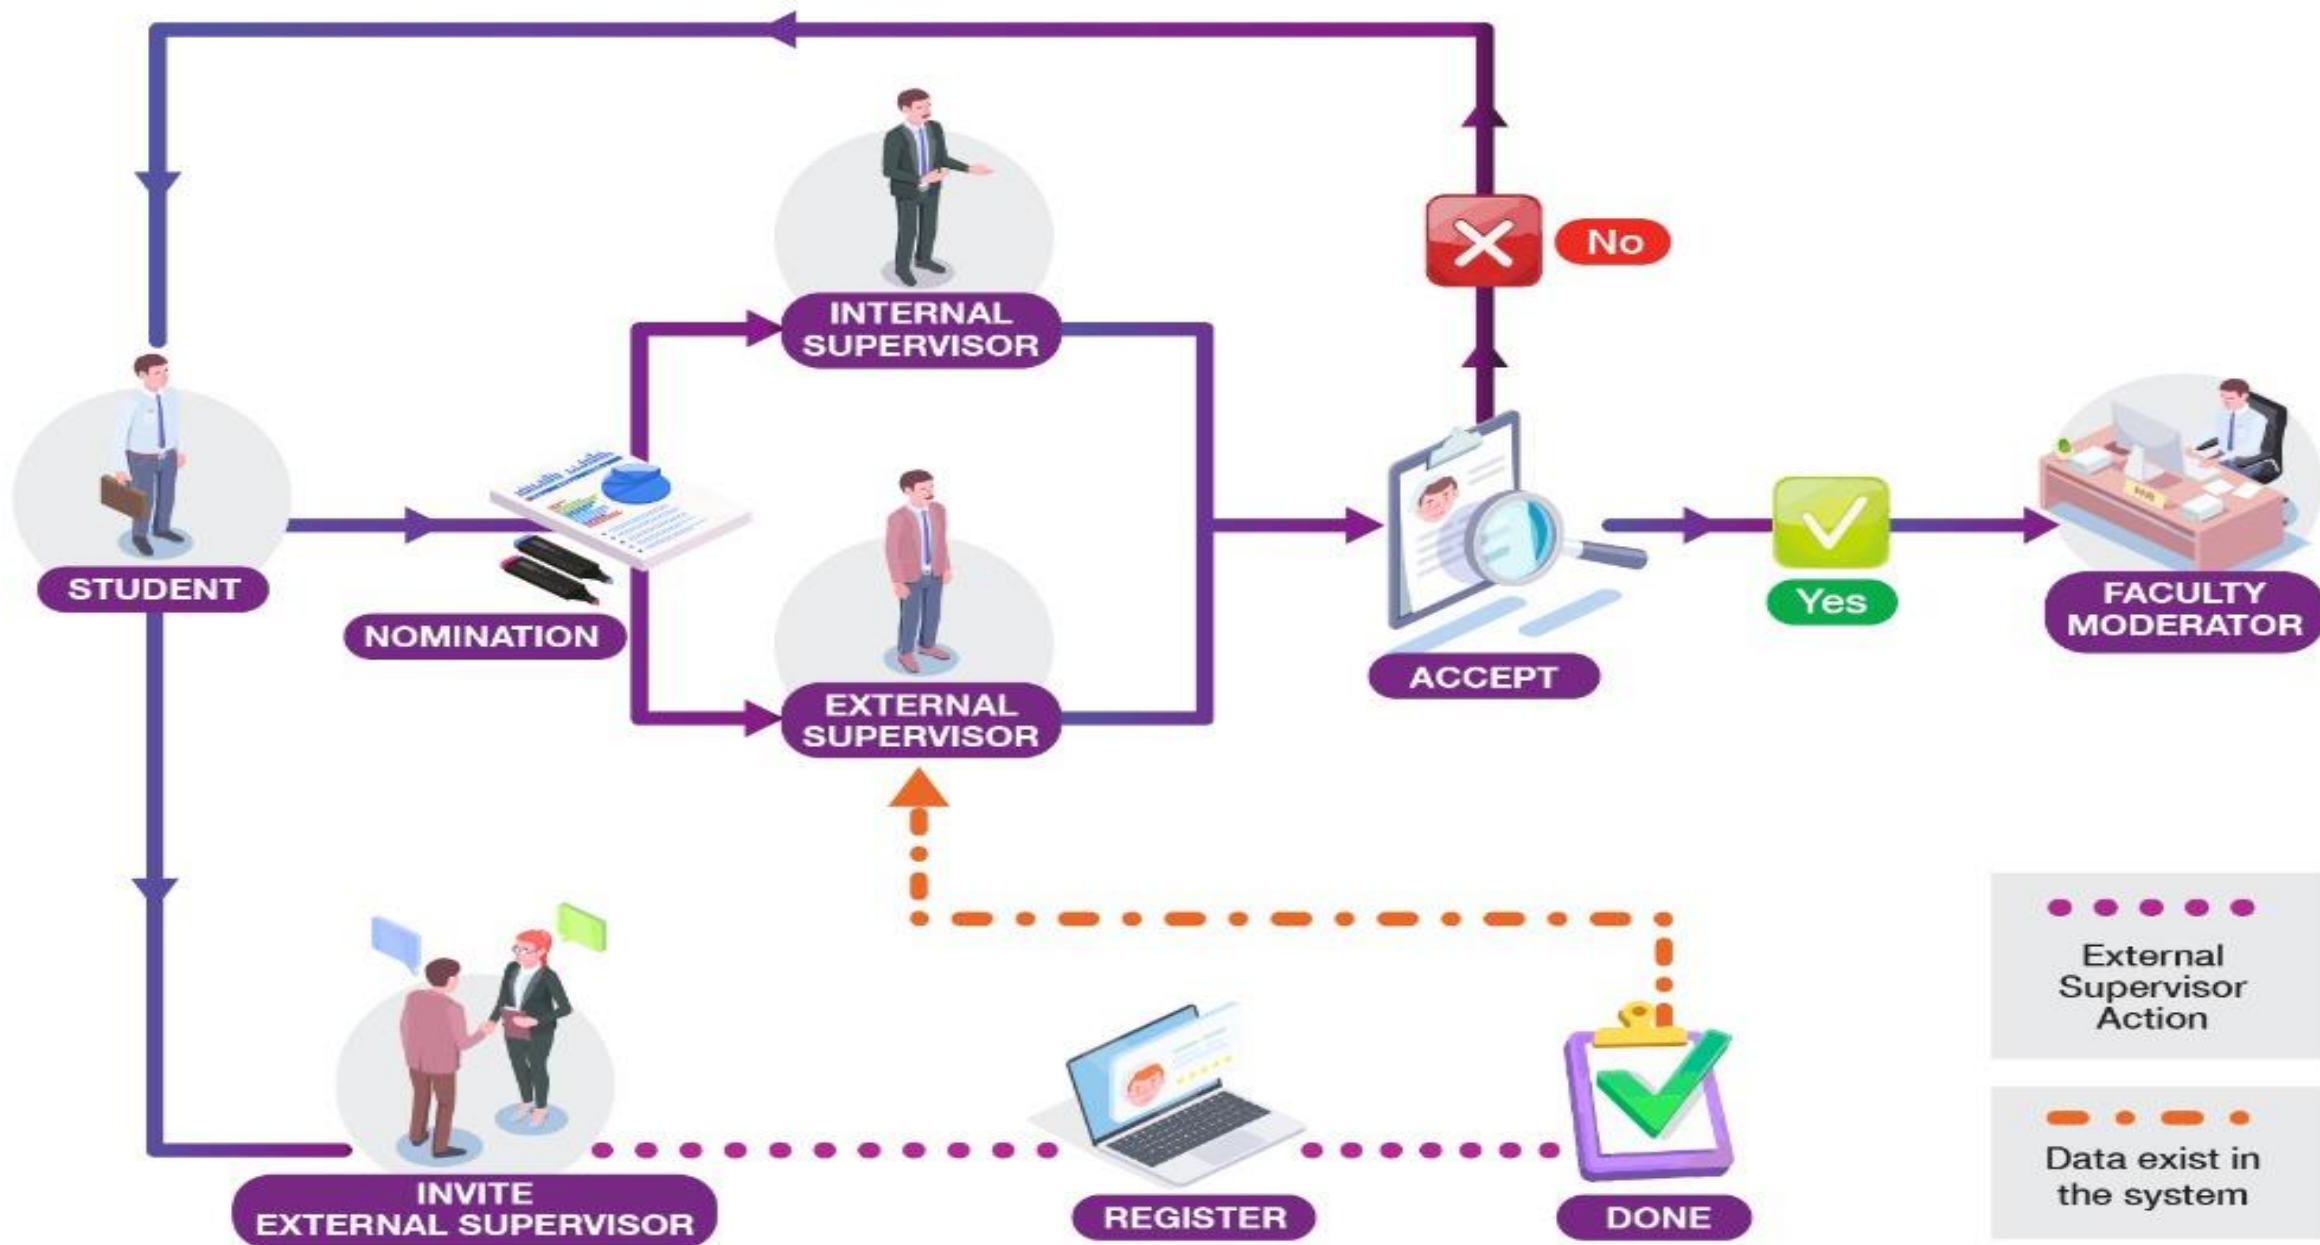 INTERNAL
SUPERVISOR
No
STUDENT
NOMINATION
EXTERNAL
SUPERVISOR
ACCEPT
Yes
HR
FACULTY
MODERATOR
External
Supervisor
Action
Data exist in
the system
INVITE
EXTERNAL SUPERVISOR
REGISTER
DONE